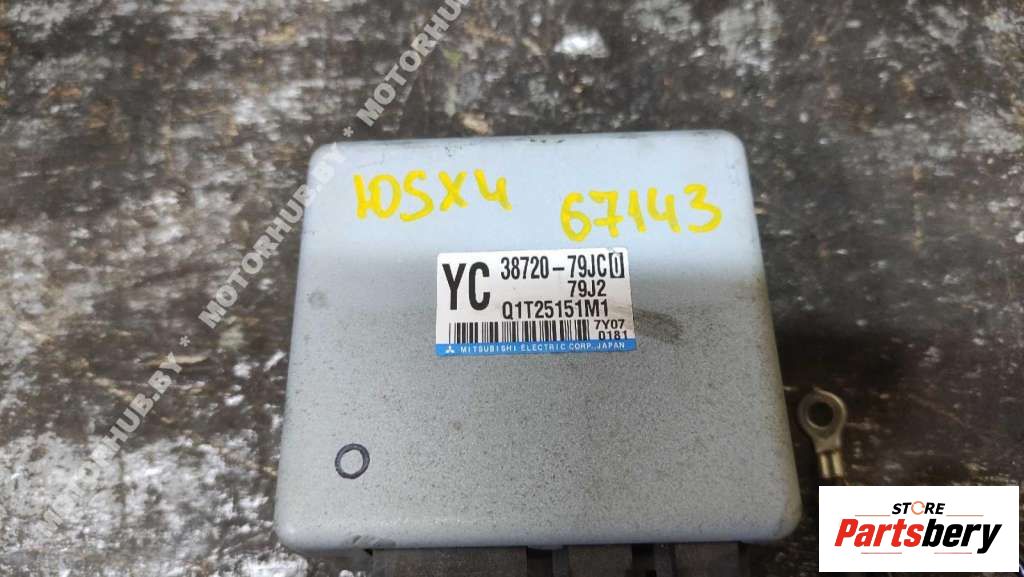 MOTORHUB.BY * MOTORHUB.BY * MOTORHUB.BY
ЮSX4 67143
YC 38720-79JC0
79J2
Q1T25151M1
7Y07
0181
MITSUBISHI ELECTRIC CORP., JAPAN
STORE
Partsbery